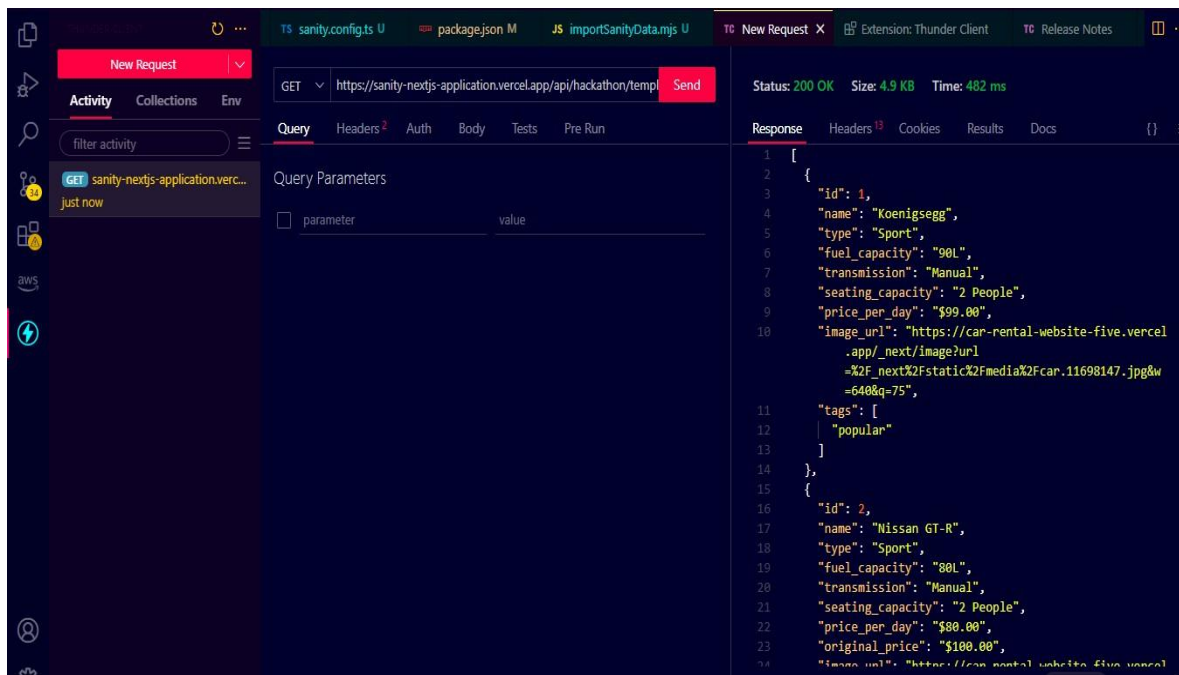 TS sanity.config.ts U
package.json M
JS importSanityData.mjs U
TC New Request
Extension: Thunder Client
TC Release Notes
New Request
Activity Collections Env
filter activity
GET sanity-nextjs-application.verc...
just now
34
aws
GET https://sanity-nextjs-application.vercel.app/api/hackathon/templ Send
Query Headers 2 Auth Body Tests Pre Run
Query Parameters
parameter value
Status: 200 OK Size: 4.9 KB Time: 482 ms
Response Headers 13 Cookies Results Docs {}
1 [
2 {
3 "id": 1,
4 "name": "Koenigsegg",
5 "type": "Sport",
6 "fuel_capacity": "90L",
7 "transmission": "Manual",
8 "seating_capacity": "2 People",
9 "price_per_day": "$99.00",
10 "image_url": "https://car-rental-website-five.vercel
.app/_next/image?url
=%2F_next%2Fstatic%2Fmedia%2Fcar.11698147.jpg&w
=640&q=75",
11 "tags": [
12 "popular"
13 ]
14 },
15 {
16 "id": 2,
17 "name": "Nissan GT-R",
18 "type": "Sport",
19 "fuel_capacity": "80L",
20 "transmission": "Manual",
21 "seating_capacity": "2 People",
22 "price_per_day": "$80.00",
23 "original_price": "$100.00",
24 "image_url": "https://car-rental-website-five.vercel